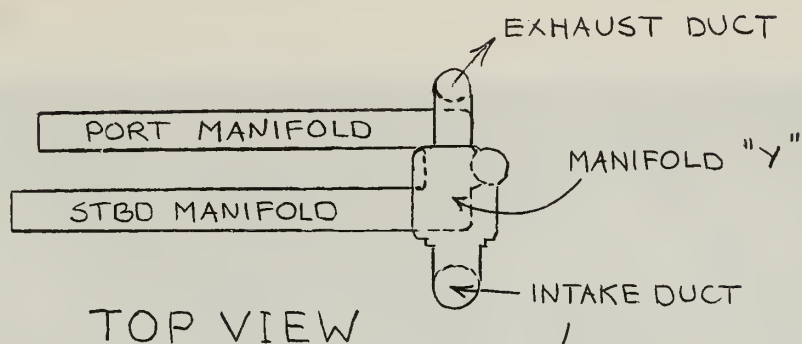 EXHAUST DUCT
PORT MANIFOLD
MANIFOLD "Y"
STBD MANIFOLD
INTAKE DUCT
TOP VIEW